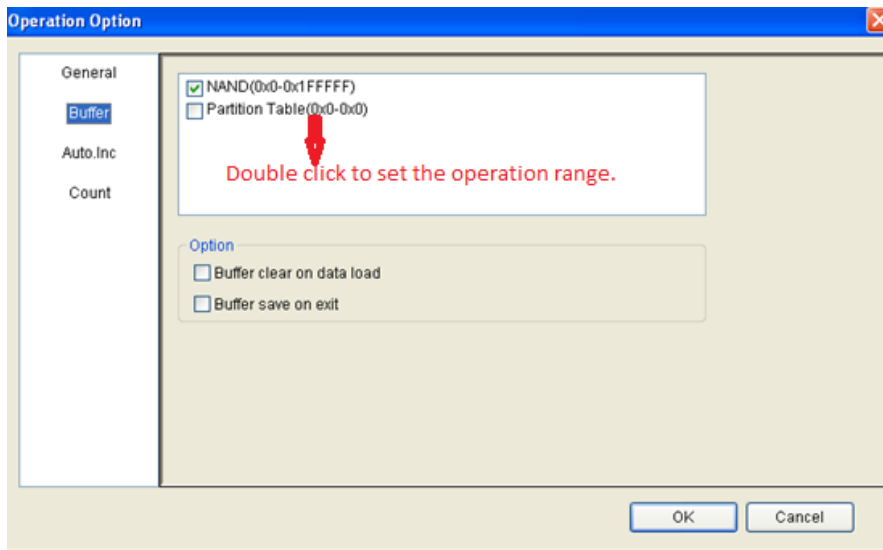 Operation Option
General
Buffer
Auto.Inc
Count
NAND(0x0-0x1FFFFF)
Partition Table(0x0-0x0)
Double click to set the operation range.
Option
Buffer clear on data load
Buffer save on exit
OK
Cancel